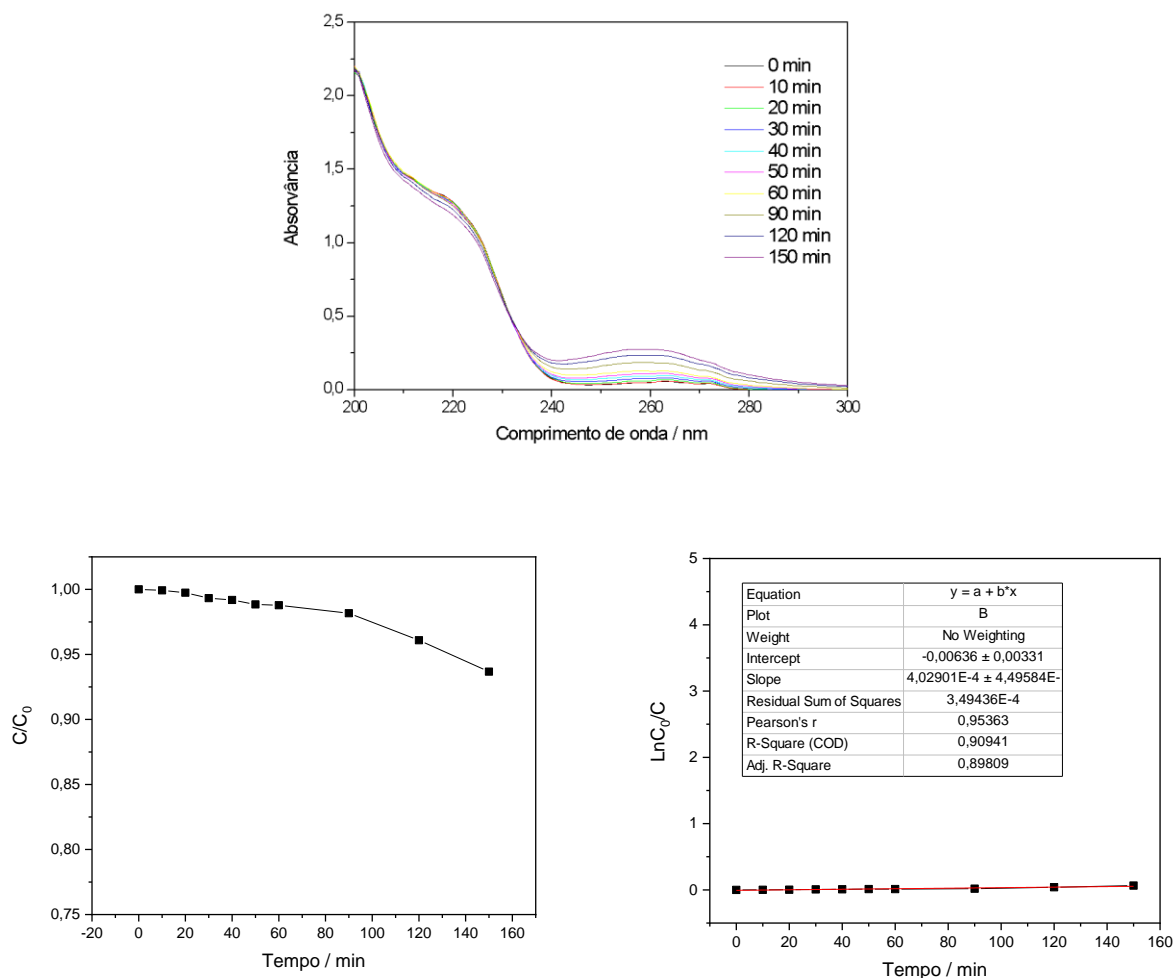 2,5
2,0
1,5
1,0
0,5
0,0
Absorvância
0 min
10 min
20 min
30 min
40 min
50 min
60 min
90 min
120 min
150 min
200 220 240 260 280 300
Comprimento de onda / nm
1,00
0,95
0,90
0,85
0,80
0,75
C/C0
-20 0 20 40 60 80 100 120 140 160
Tempo / min
5
4
3
2
1
0
LnC0/C
Equation y = a + b*x
Plot B
Weight No Weighting
Intercept -0,00636 ± 0,00331
Slope 4,02901E-4 ± 4,49584E-
Residual Sum of Squares 3,49436E-4
Pearson's r 0,95363
R-Square (COD) 0,90941
Adj. R-Square 0,89809
0 20 40 60 80 100 120 140 160
Tempo / min